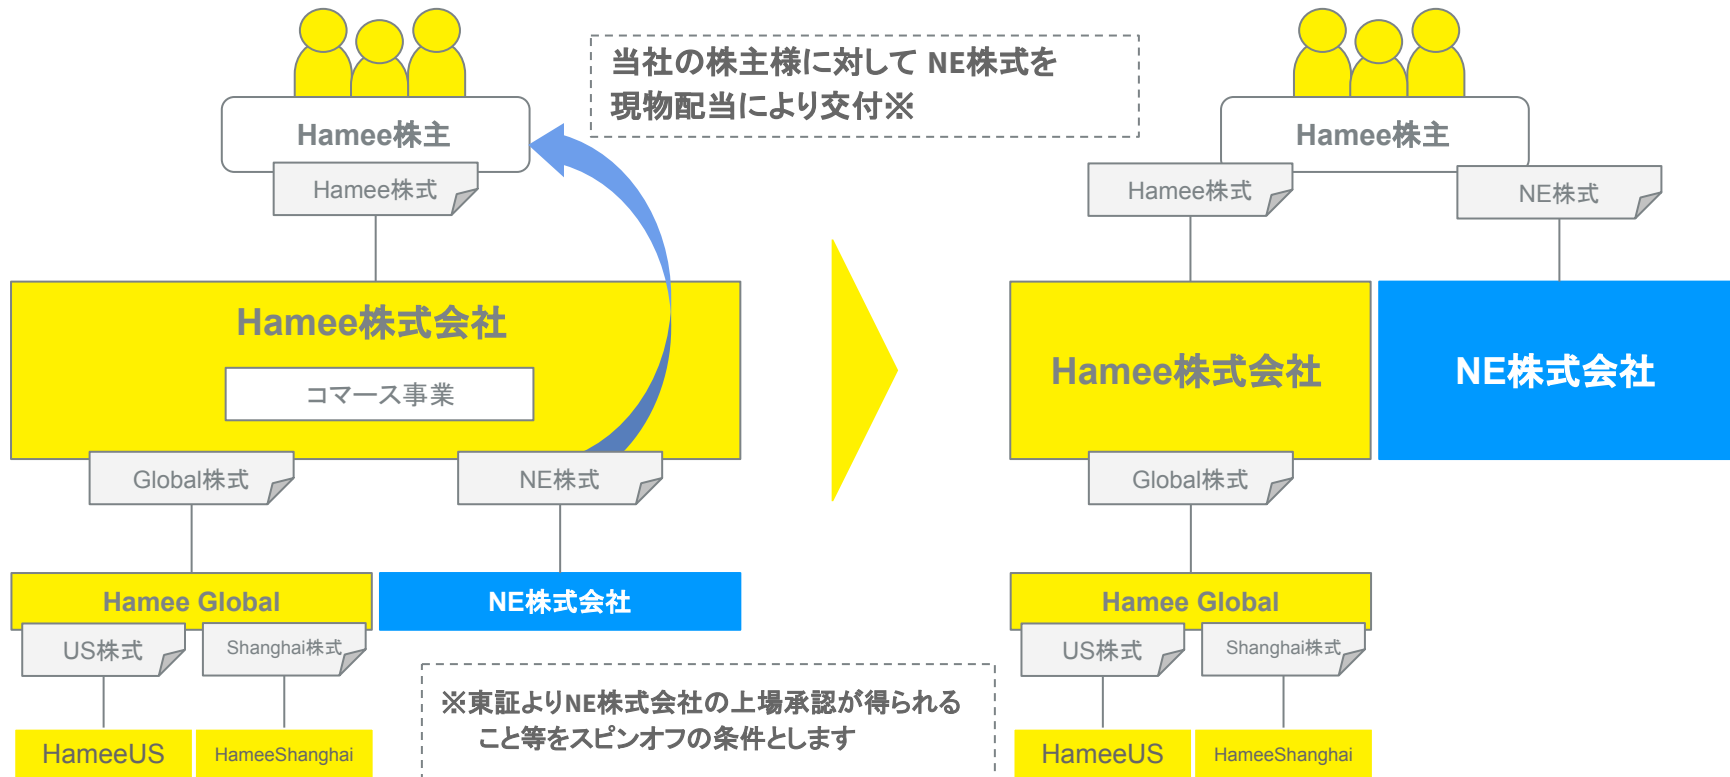 当社の株主様に対して NE株式を
現物配当により交付※
Hamee株主
Hamee株式
Hamee株式会社
コマース事業
Global株式
NE株式
Hamee Global
NE株式会社
US株式
Shanghai株式
HameeUS
HameeShanghai
※東証よりNE株式会社の上場承認が得られる
こと等をスピンオフの条件とします
Hamee株主
Hamee株式
NE株式
Hamee株式会社
NE株式会社
Global株式
Hamee Global
US株式
Shanghai株式
HameeUS
HameeShanghai